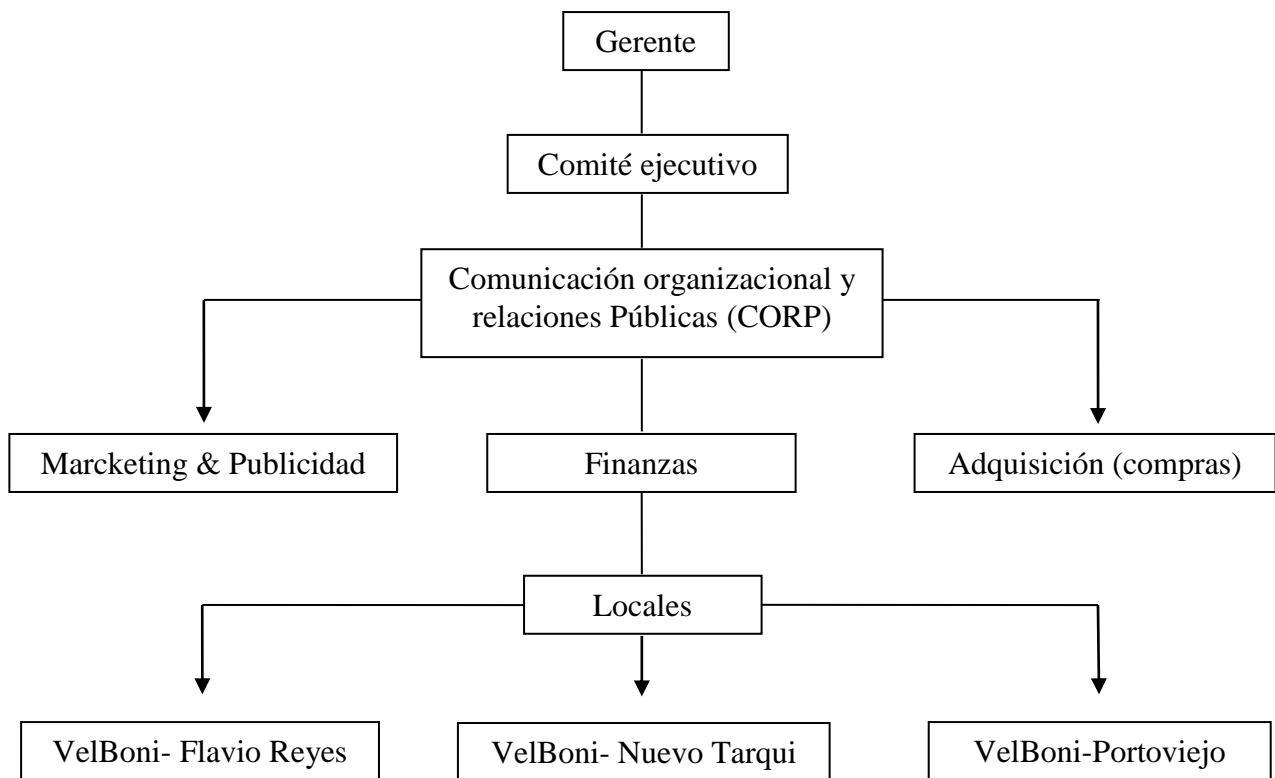 Gerente
Comité ejecutivo
Comunicación organizacional y
relaciones Públicas (CORP)
Marcketing & Publicidad
Finanzas
Adquisición (compras)
Locales
VelBoni- Flavio Reyes
VelBoni- Nuevo Tarqui
VelBoni-Portoviejo